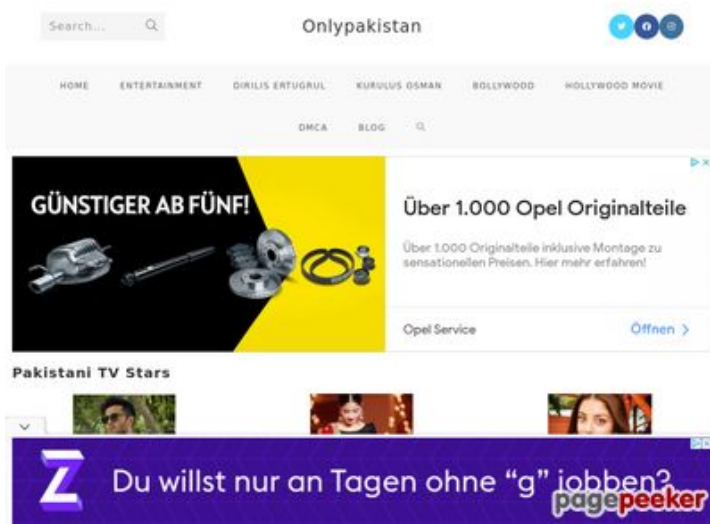 Search...
Onlypakistan
HOME ENTERTAINMENT DIRILIS ERTUGRUL KURULUS OSMAN BOLLYWOOD HOLLYWOOD MOVIE
DMCA BLOG
GÜNSTIGER AB FÜNF!
Über 1.000 Opel Originalteile
Über 1.000 Originalteile inklusive Montage zu
sensationellen Preisen. Hier mehr erfahren!
Opel Service
Öffnen
Pakistani TV Stars
Z Du willst nur an Tagen ohne “g” jobben?
pagepeeker